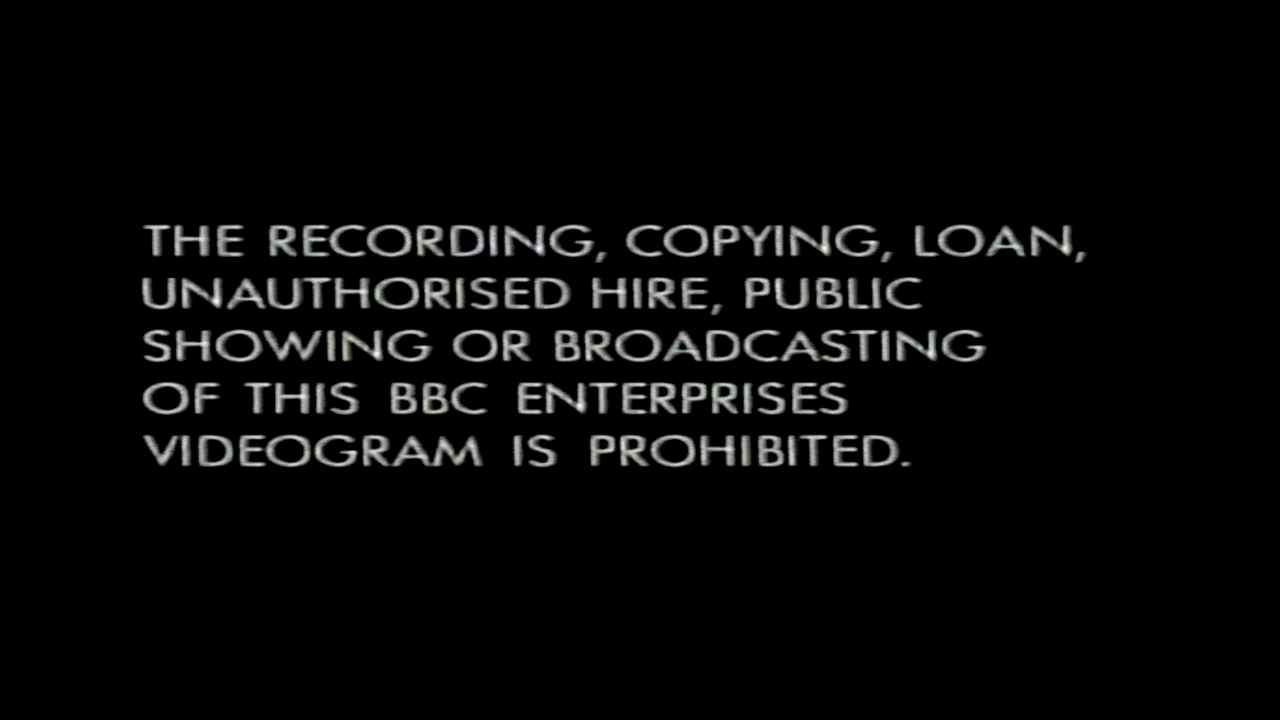 THE RECORDING, COPYING, LOAN,
UNAUTHORISED HIRE, PUBLIC
SHOWING OR BROADCASTING
OF THIS BBC ENTERPRISES
VIDEOGRAM IS PROHIBITED.